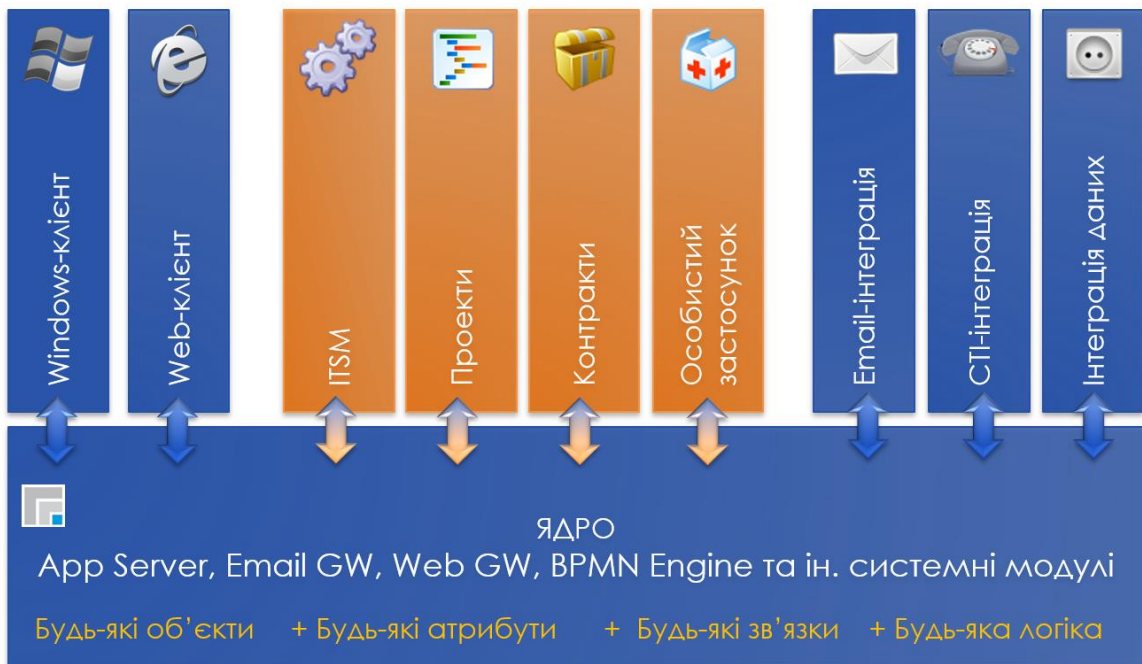 Windows-клієнт
Web-клієнт
ITSM
Проекти
Контракти
Особистий
застосунок
Email-інтеграція
CTI-інтеграція
Інтеграція даних
ЯДРО
App Server, Email GW, Web GW, BPMN Engine та ін. системні модулі
Будь-які об’єкти + Будь-які атрибути + Будь-які зв’язки + Будь-яка логіка